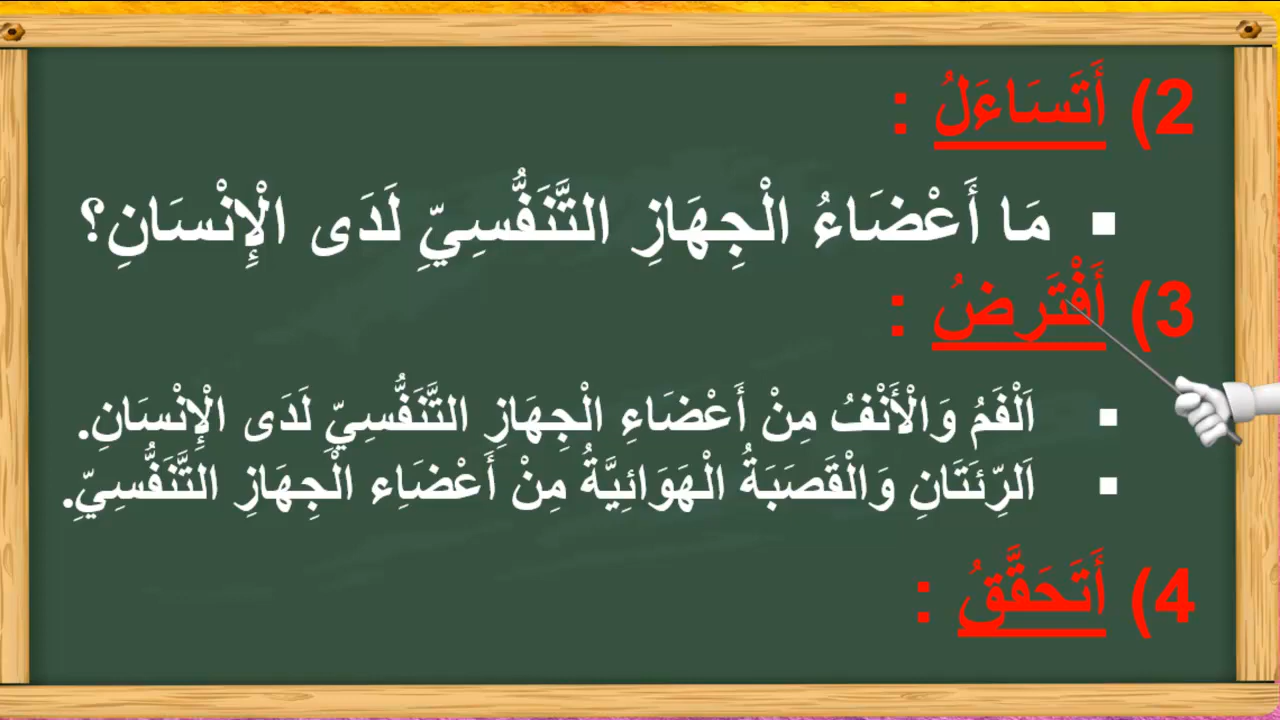 2) أَتَسَاءَلُ :
▪ مَا أَعْضَاءُ الْجِهَازِ التَّنَفُّسِيِّ لَدَى الْإِنْسَانِ؟
3) أَفْتَرِضُ :
▪ اَلْفَمُ وَالْأَنْفُ مِنْ أَعْضَاءِ الْجِهَازِ التَّنَفُّسِيّ لَدَى الْإِنْسَانِ.
▪ اَلرِّئَتَانِ وَالْقَصَبَةُ الْهَوَائِيَّةُ مِنْ أَعْضَاِء الْجِهَازِ التَّنَفُّسِيِّ.
4) أَتَحَقَّقُ :